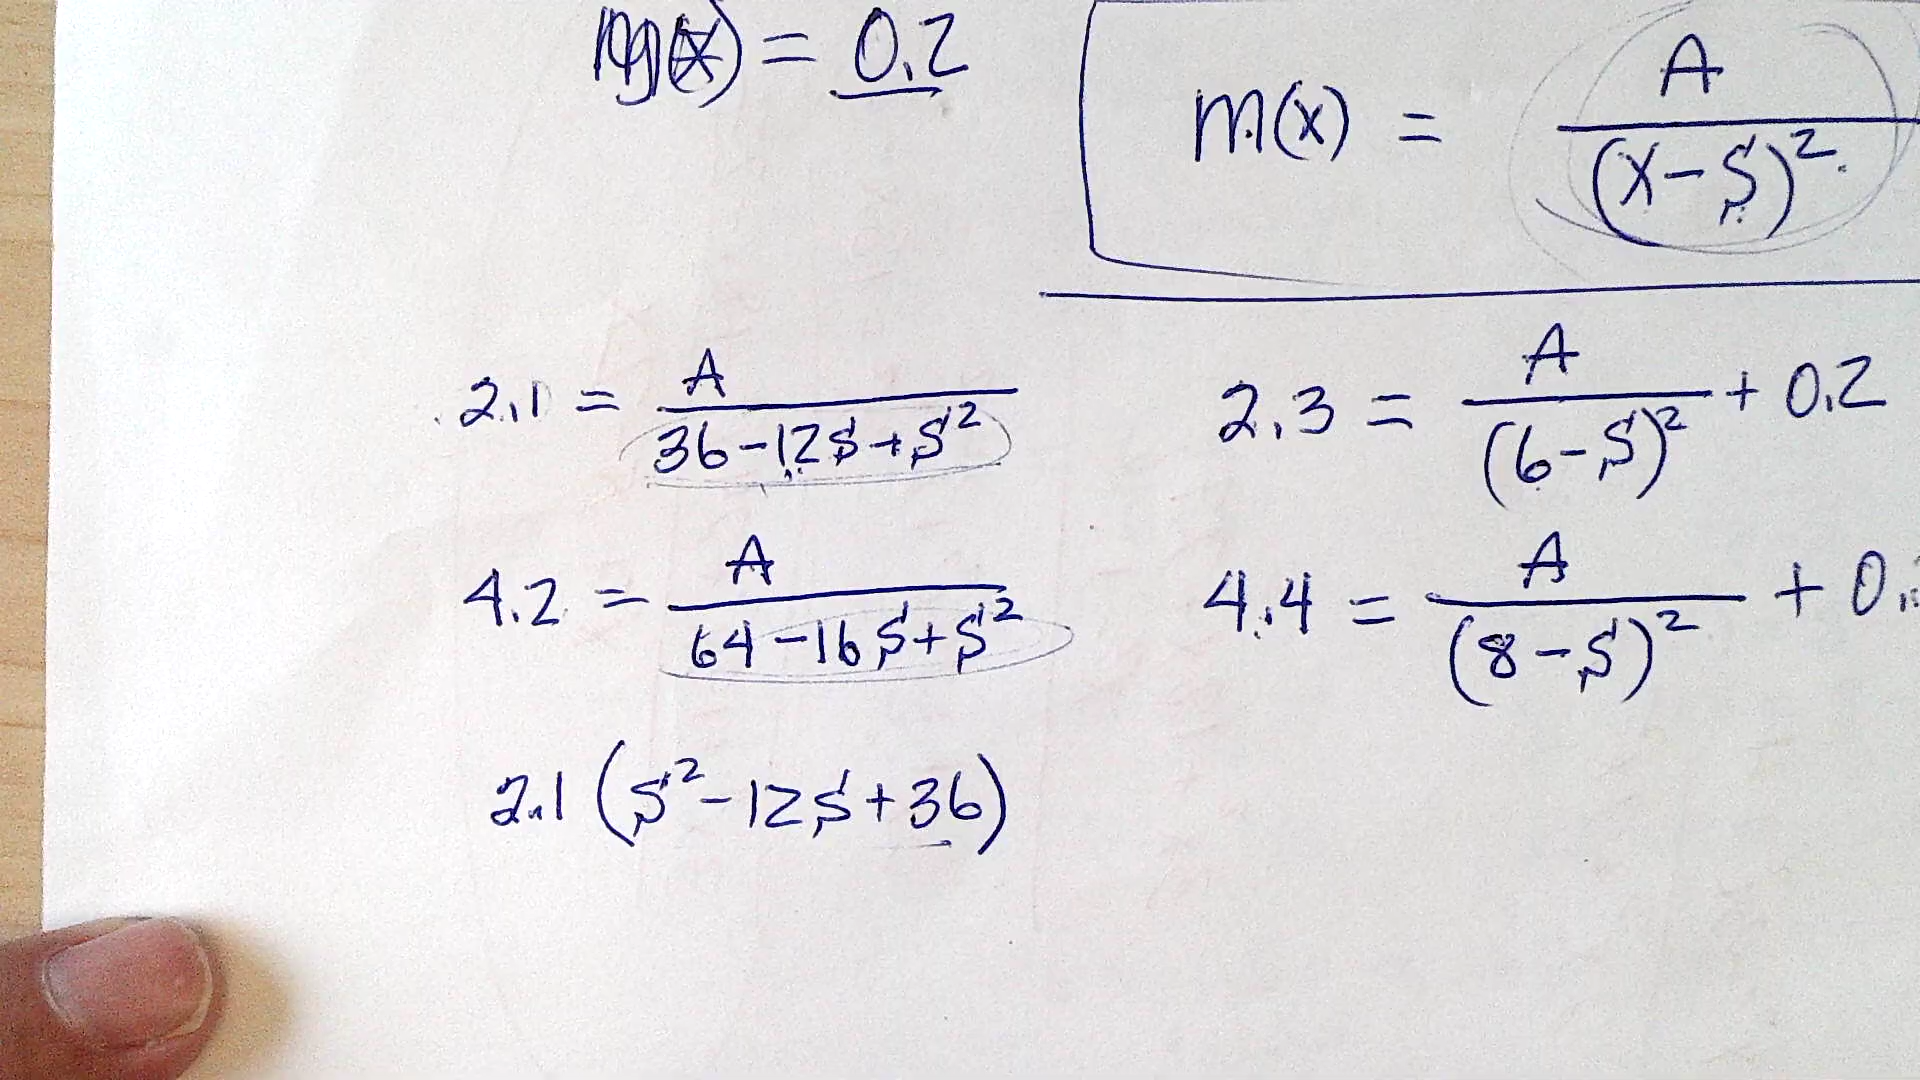 mg(x) = 0.2
m(x) = A / (x-S)²
2.1 = A / 36-12S+S²
2.3 = A / (6-S)² + 0.2
4.2 = A / 64-16S+S²
4.4 = A / (8-S)² + 0.
2.1 (S²-12S+36)